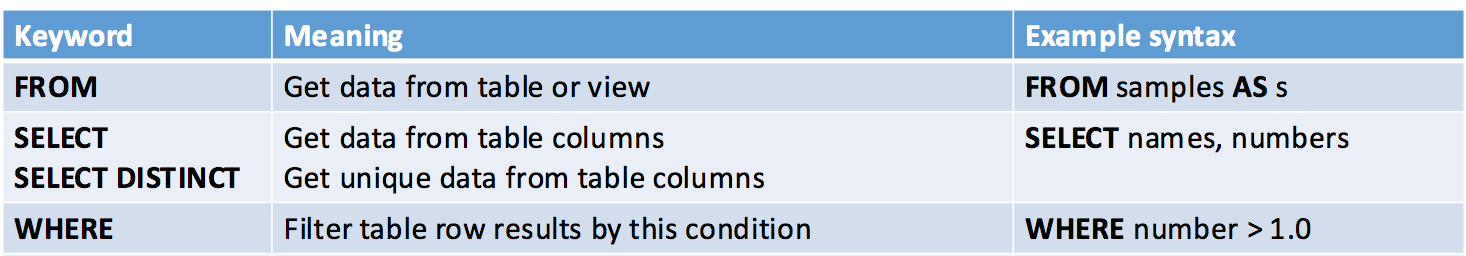 Keyword Meaning Example syntax
FROM Get data from table or view FROM samples AS s
SELECT Get data from table columns SELECT names, numbers
SELECT DISTINCT Get unique data from table columns
WHERE Filter table row results by this condition WHERE number > 1.0